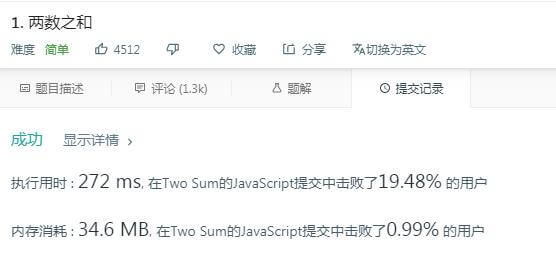 1. 两数之和
难度 简单 4512 收藏 分享 切换为英文
题目描述 评论 (1.3k) 题解 提交记录
成功 显示详情 >
执行用时 : 272 ms, 在Two Sum的JavaScript提交中击败了19.48% 的用户
内存消耗 : 34.6 MB, 在Two Sum的JavaScript提交中击败了0.99% 的用户